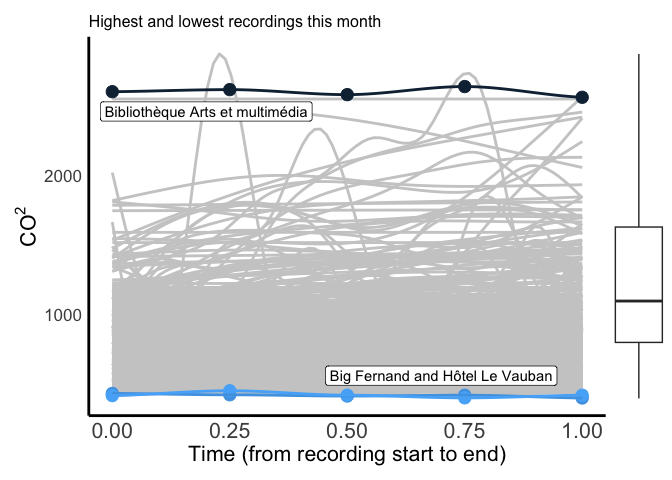 Highest and lowest recordings this month
Bibliothèque Arts et multimédia
2000
CO²
1000
Big Fernand and Hôtel Le Vauban
0.00 0.25 0.50 0.75 1.00
Time (from recording start to end)